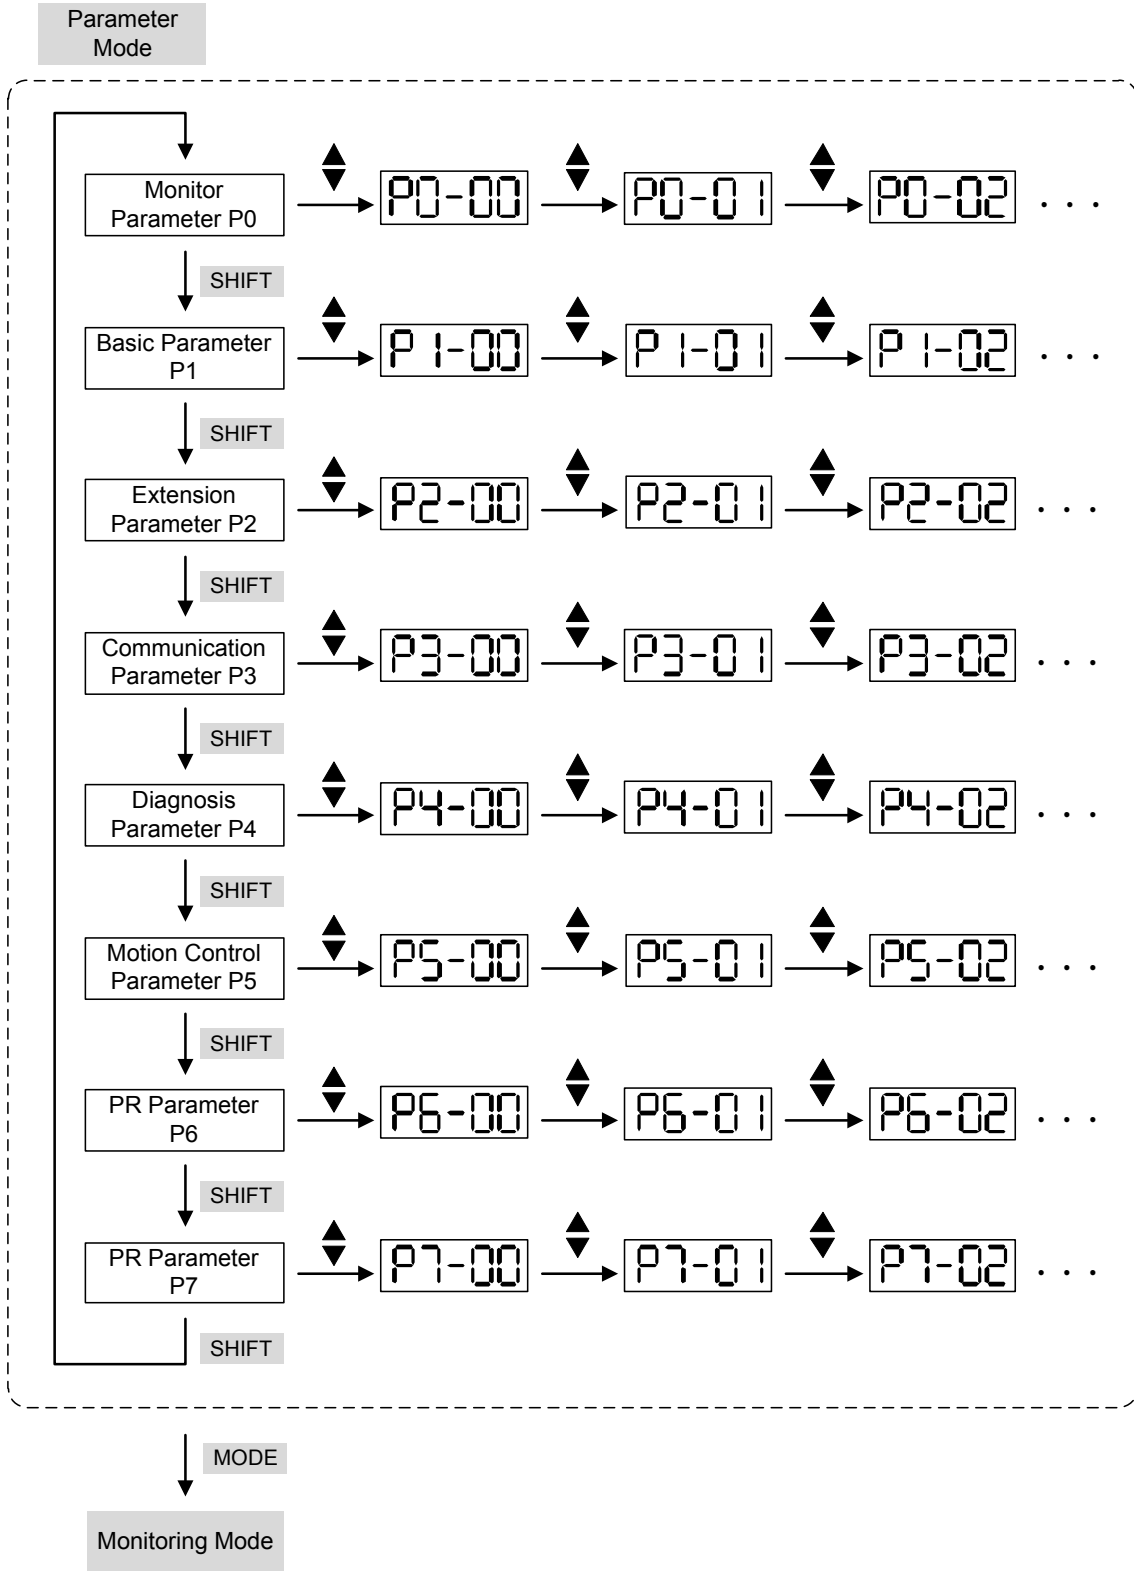 Parameter
Mode
Monitor
Parameter P0
P0-00
P0-01
P0-02
. . .
SHIFT
Basic Parameter
P1
P1-00
P1-01
P1-02
. . .
SHIFT
Extension
Parameter P2
P2-00
P2-01
P2-02
. . .
SHIFT
Communication
Parameter P3
P3-00
P3-01
P3-02
. . .
SHIFT
Diagnosis
Parameter P4
P4-00
P4-01
P4-02
. . .
SHIFT
Motion Control
Parameter P5
P5-00
P5-01
P5-02
. . .
SHIFT
PR Parameter
P6
P6-00
P6-01
P6-02
. . .
SHIFT
PR Parameter
P7
P7-00
P7-01
P7-02
. . .
SHIFT
MODE
Monitoring Mode